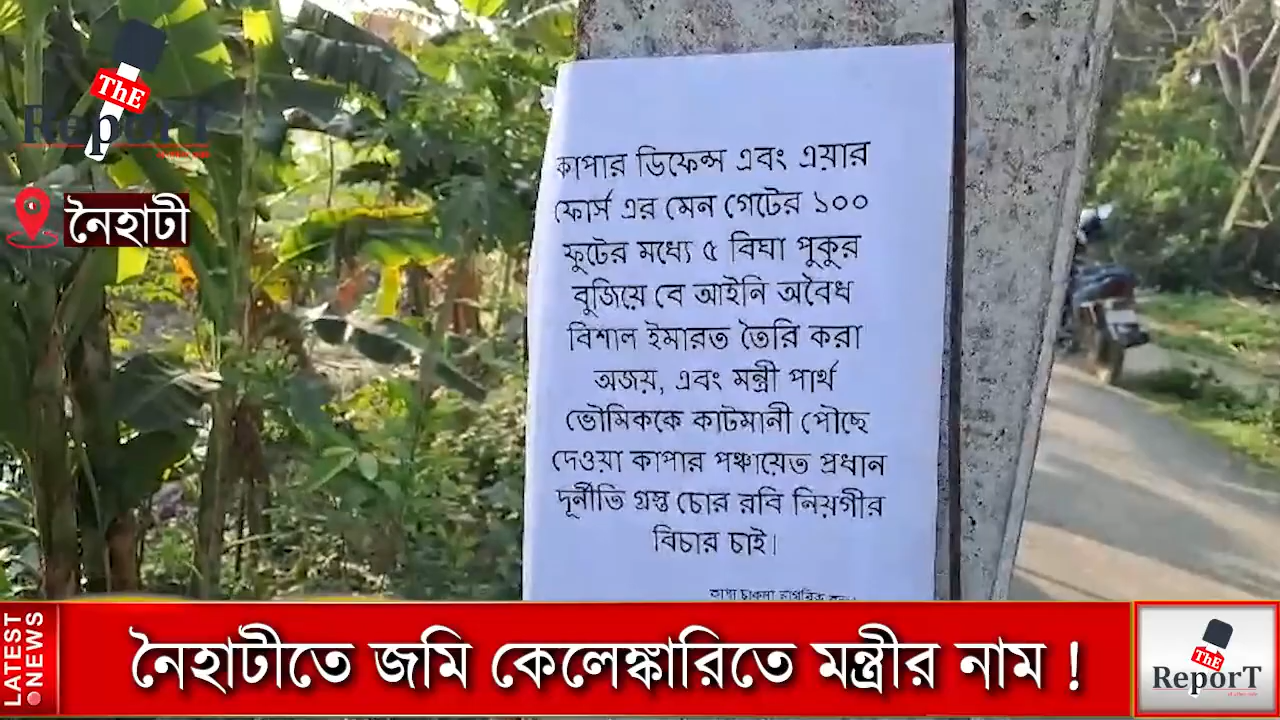 ThE
ReporT
নৈহাটী
কাপার ডিফেন্স এবং এয়ার
ফোর্স এর মেন গেটের ১০০
ফুটের মধ্যে ৫ বিঘা পুকুর
বুজিয়ে বে আইনি অবৈধ
বিশাল ইমারত তৈরি করা
অজয়, এবং মন্ত্রী পার্থ
ভৌমিককে কাটমানী পৌছে
দেওয়া কাপার পঞ্চায়েত প্রধান
দূর্নীতি গ্রস্ত চোর রবি নিয়গীর
বিচার চাই।
LATEST
NEWS
নৈহাটীতে জমি কেলেঙ্কারিতে মন্ত্রীর নাম !
ThE
ReporT